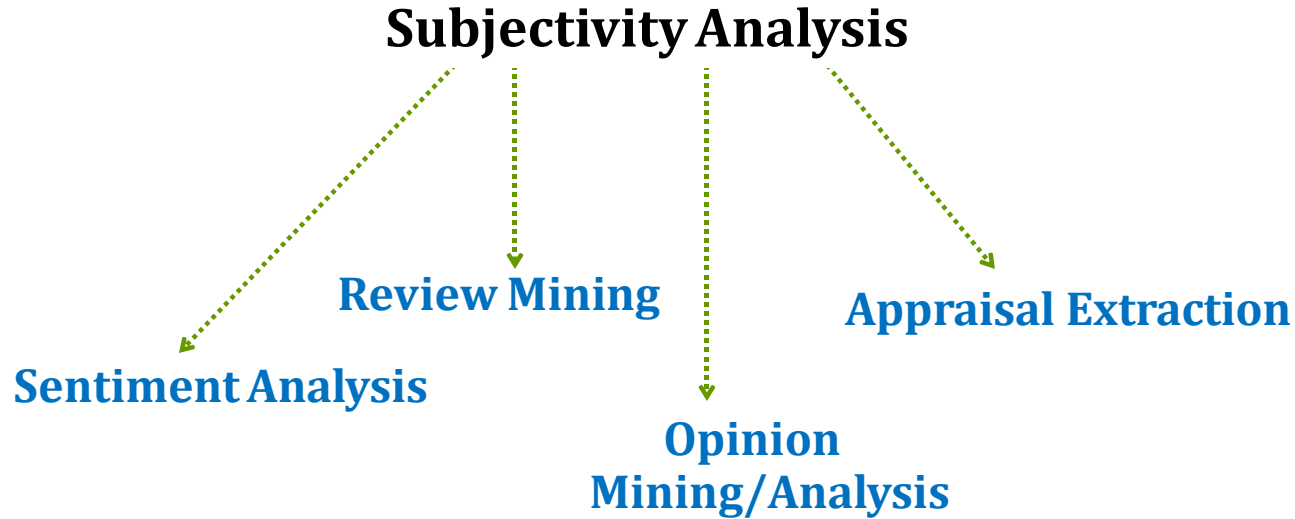 Subjectivity Analysis
Review Mining
Appraisal Extraction
Sentiment Analysis
Opinion
Mining/Analysis